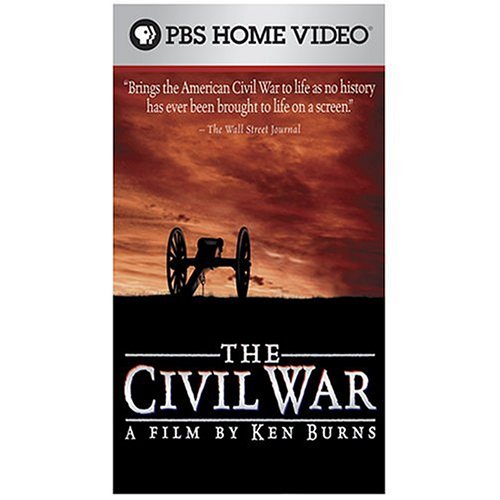 PBS HOME VIDEO®
“Brings the American Civil War to life as no history
has ever been brought to life on a screen.”
– The Wall Street Journal
THE
CIVIL WAR
A FILM BY KEN BURNS